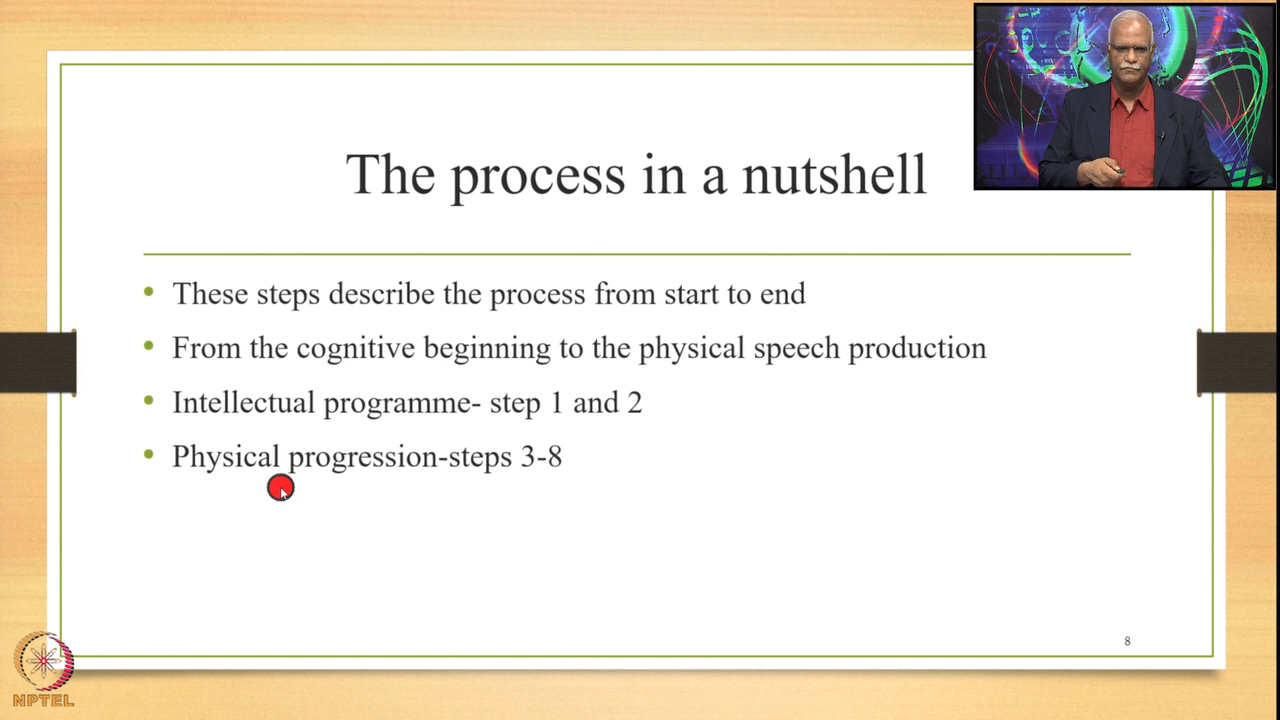 The process in a nutshell
• These steps describe the process from start to end
• From the cognitive beginning to the physical speech production
• Intellectual programme- step 1 and 2
• Physical progression-steps 3-8
8
NPTEL